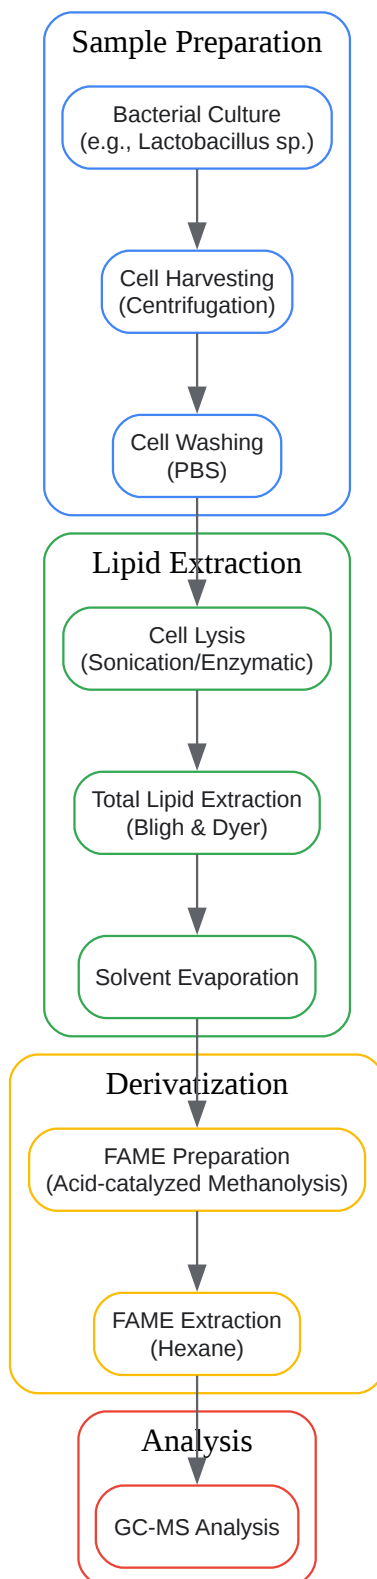 Sample Preparation
Bacterial Culture
(e.g., Lactobacillus sp.)
Cell Harvesting
(Centrifugation)
Cell Washing
(PBS)
Lipid Extraction
Cell Lysis
(Sonication/Enzymatic)
Total Lipid Extraction
(Bligh & Dyer)
Solvent Evaporation
Derivatization
FAME Preparation
(Acid-catalyzed Methanolysis)
FAME Extraction
(Hexane)
Analysis
GC-MS Analysis